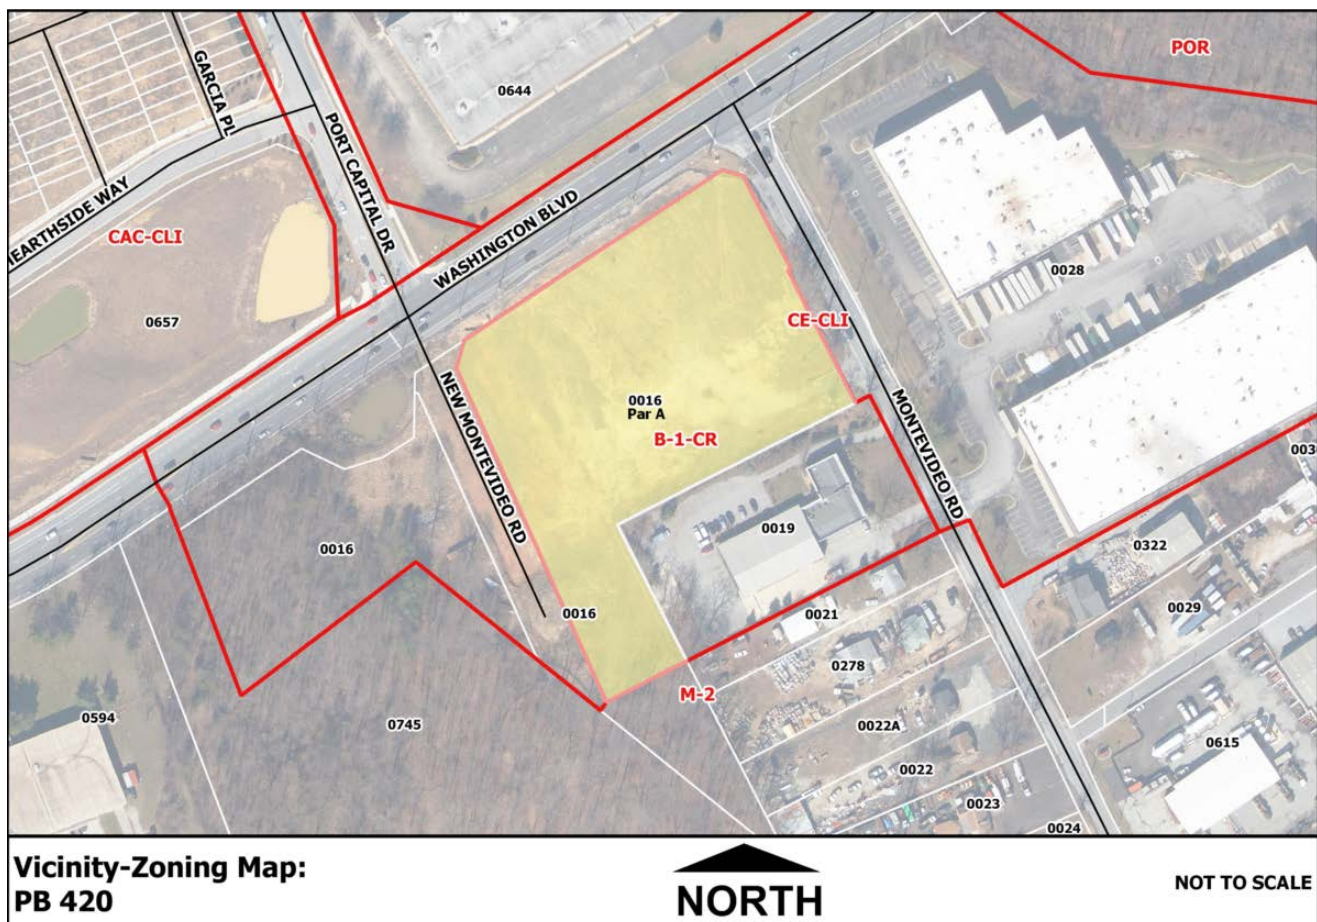 POR
0644
GARCIA PL
PORT CAPITAL DR
HEARTHSIDE WAY
CAC-CLI
WASHINGTON BLVD
0028
0657
CE-CLI
0016
Par A
B-1-CR
NEW MONTEVIDEO RD
MONTEVIDEO RD
0019
0322
0016
0016
0021
0029
0278
M-2
0594
0745
0022A
0615
0022
0023
0024
Vicinity-Zoning Map:
PB 420
NORTH
NOT TO SCALE